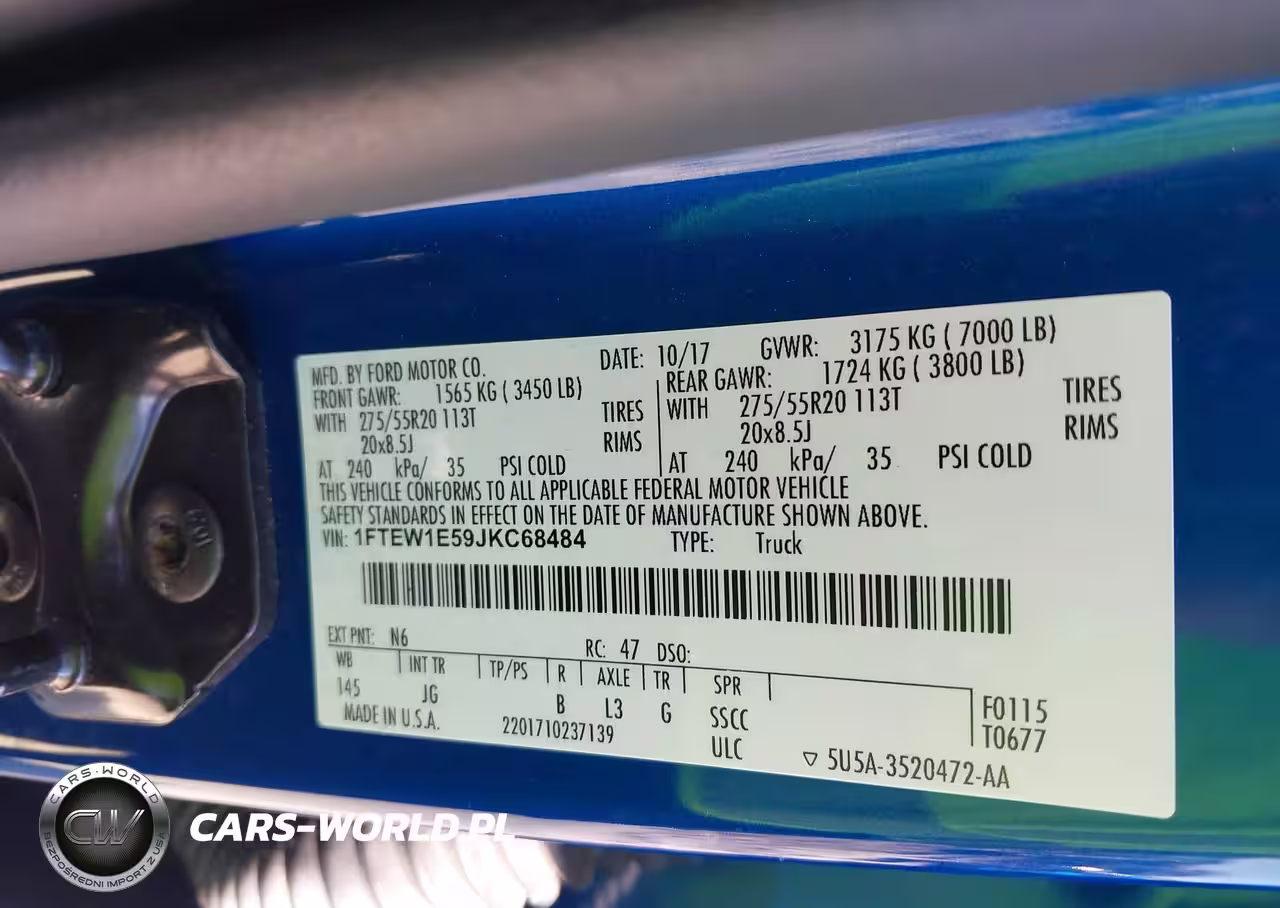 MFD. BY FORD MOTOR CO. DATE: 10/17 GVWR: 3175 KG ( 7000 LB)
FRONT GAWR: 1565 KG ( 3450 LB) REAR GAWR: 1724 KG ( 3800 LB)
WITH 275/55R20 113T TIRES WITH 275/55R20 113T TIRES
20x8.5J RIMS 20x8.5J RIMS
AT 240 kPa/ 35 PSI COLD AT 240 kPa/ 35 PSI COLD
THIS VEHICLE CONFORMS TO ALL APPLICABLE FEDERAL MOTOR VEHICLE
SAFETY STANDARDS IN EFFECT ON THE DATE OF MANUFACTURE SHOWN ABOVE.
VIN: 1FTEW1E59JKC68484 TYPE: Truck
EXT PNT: N6 RC: 47 DSO:
WB INT TR TP/PS R AXLE TR SPR
145 JG B L3 G SSCC F0115
MADE IN U.S.A. 2201710237139 ULC T0677
▽ 5U5A-3520472-AA
CARS-WORLD
CW
BEZPOŚREDNI IMPORT Z USA
CARS-WORLD.PL